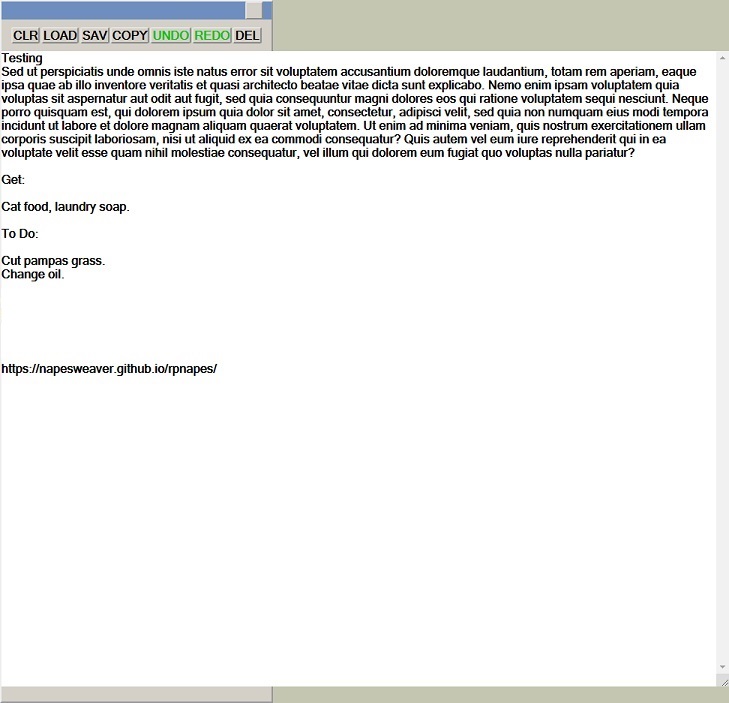 CLR LOAD SAV COPY UNDO REDO DEL
Testing
Sed ut perspiciatis unde omnis iste natus error sit voluptatem accusantium doloremque laudantium, totam rem aperiam, eaque
ipsa quae ab illo inventore veritatis et quasi architecto beatae vitae dicta sunt explicabo. Nemo enim ipsam voluptatem quia
voluptas sit aspernatur aut odit aut fugit, sed quia consequuntur magni dolores eos qui ratione voluptatem sequi nesciunt. Neque
porro quisquam est, qui dolorem ipsum quia dolor sit amet, consectetur, adipisci velit, sed quia non numquam eius modi tempora
incidunt ut labore et dolore magnam aliquam quaerat voluptatem. Ut enim ad minima veniam, quis nostrum exercitationem ullam
corporis suscipit laboriosam, nisi ut aliquid ex ea commodi consequatur? Quis autem vel eum iure reprehenderit qui in ea
voluptate velit esse quam nihil molestiae consequatur, vel illum qui dolorem eum fugiat quo voluptas nulla pariatur?
Get:
Cat food, laundry soap.
To Do:
Cut pampas grass.
Change oil.
https://napesweaver.github.io/rpnapes/